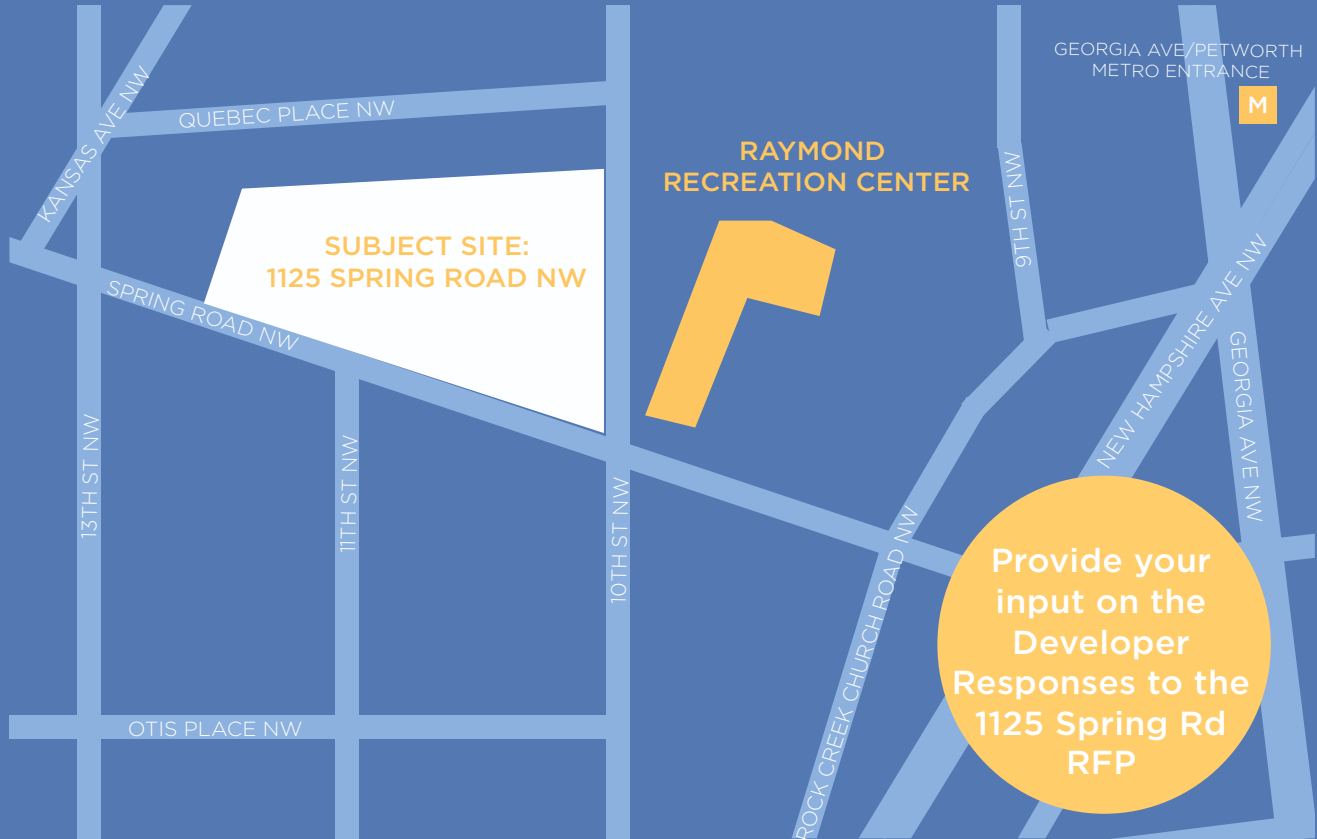 GEORGIA AVE/PETWORTH
METRO ENTRANCE
M
KANSAS AVE NW
QUEBEC PLACE NW
RAYMOND
RECREATION CENTER
9TH ST NW
SUBJECT SITE:
1125 SPRING ROAD NW
SPRING ROAD NW
NEW HAMPSHIRE AVE NW
GEORGIA AVE NW
13TH ST NW
11TH ST NW
10TH ST NW
ROCK CREEK CHURCH ROAD NW
OTIS PLACE NW
Provide your
input on the
Developer
Responses to the
1125 Spring Rd
RFP